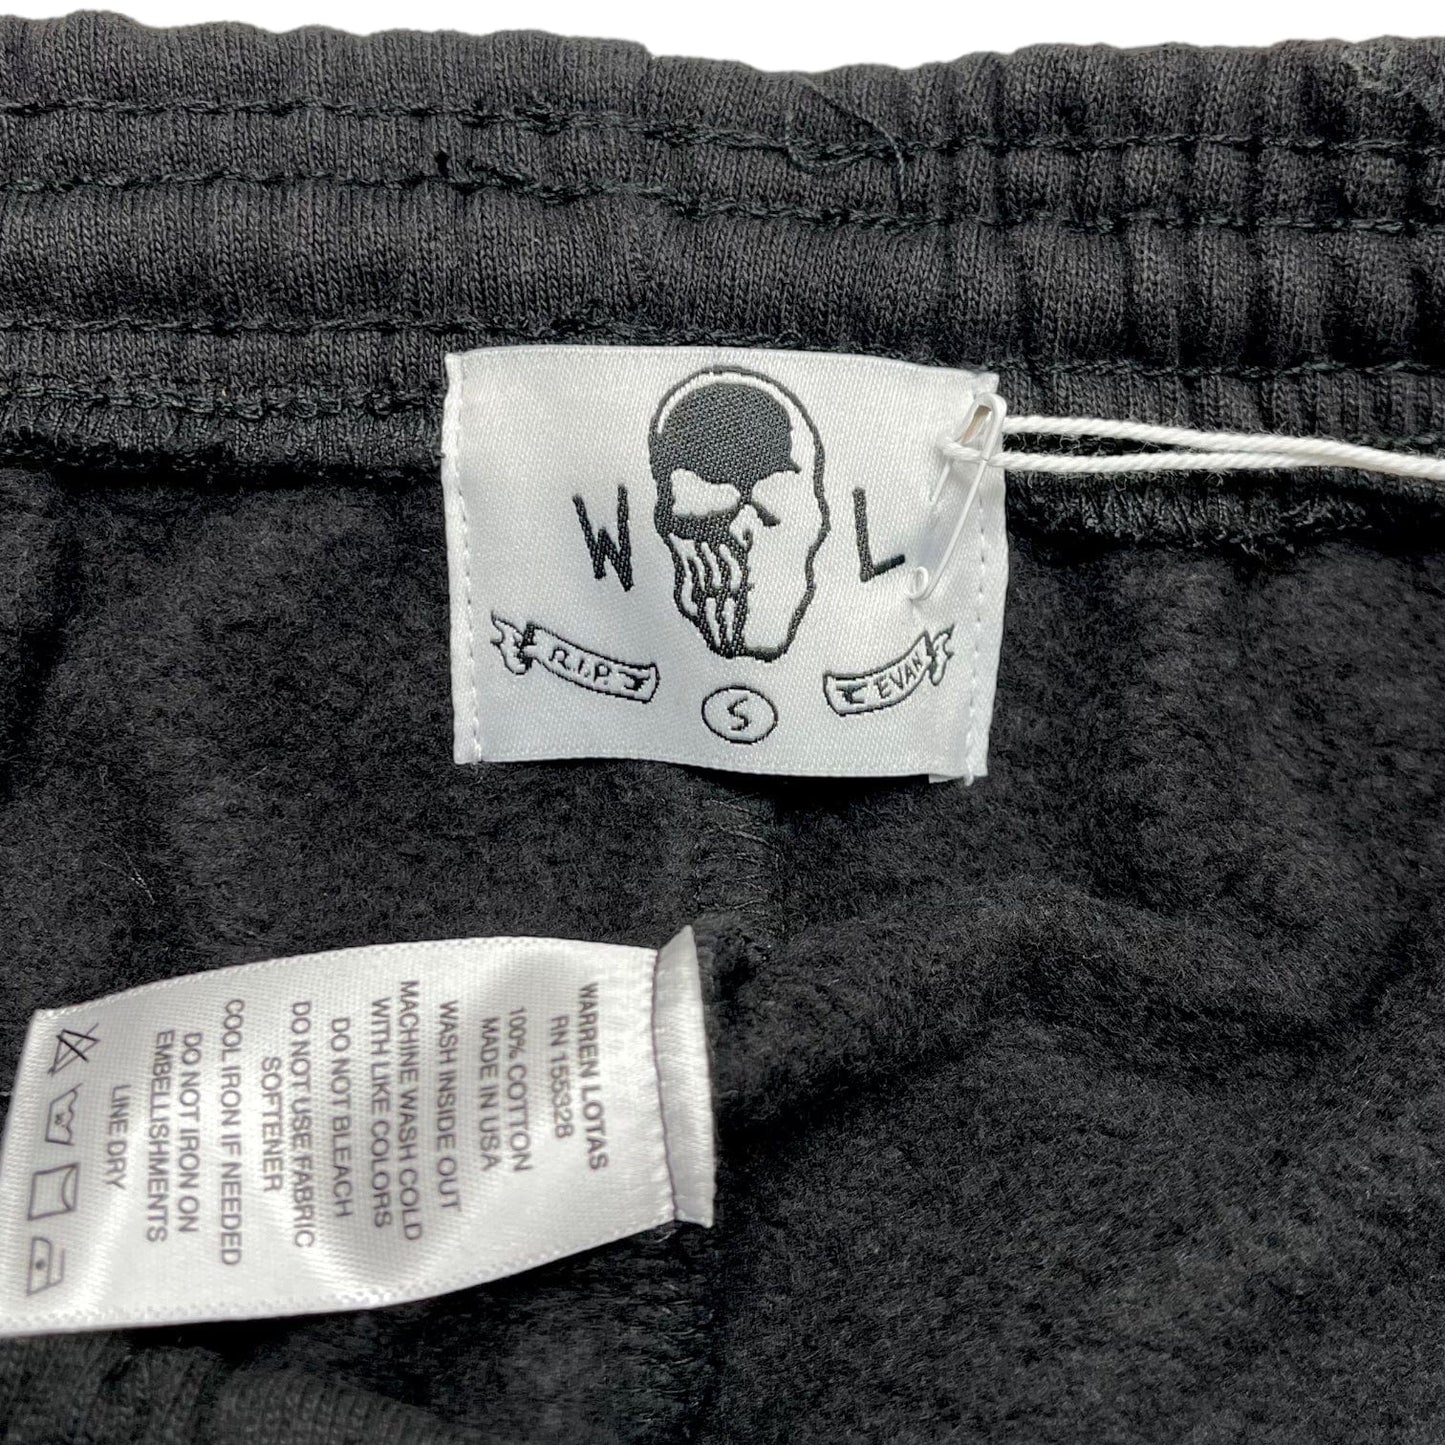 W L
R.I.P.
EVAN
S
WARREN LOTAS
RN 155328
100% COTTON
MADE IN USA
WASH INSIDE OUT
MACHINE WASH COLD
WITH LIKE COLORS
DO NOT BLEACH
DO NOT USE FABRIC
SOFTENER
COOL IRON IF NEEDED
DO NOT IRON ON
EMBELLISHMENTS
LINE DRY